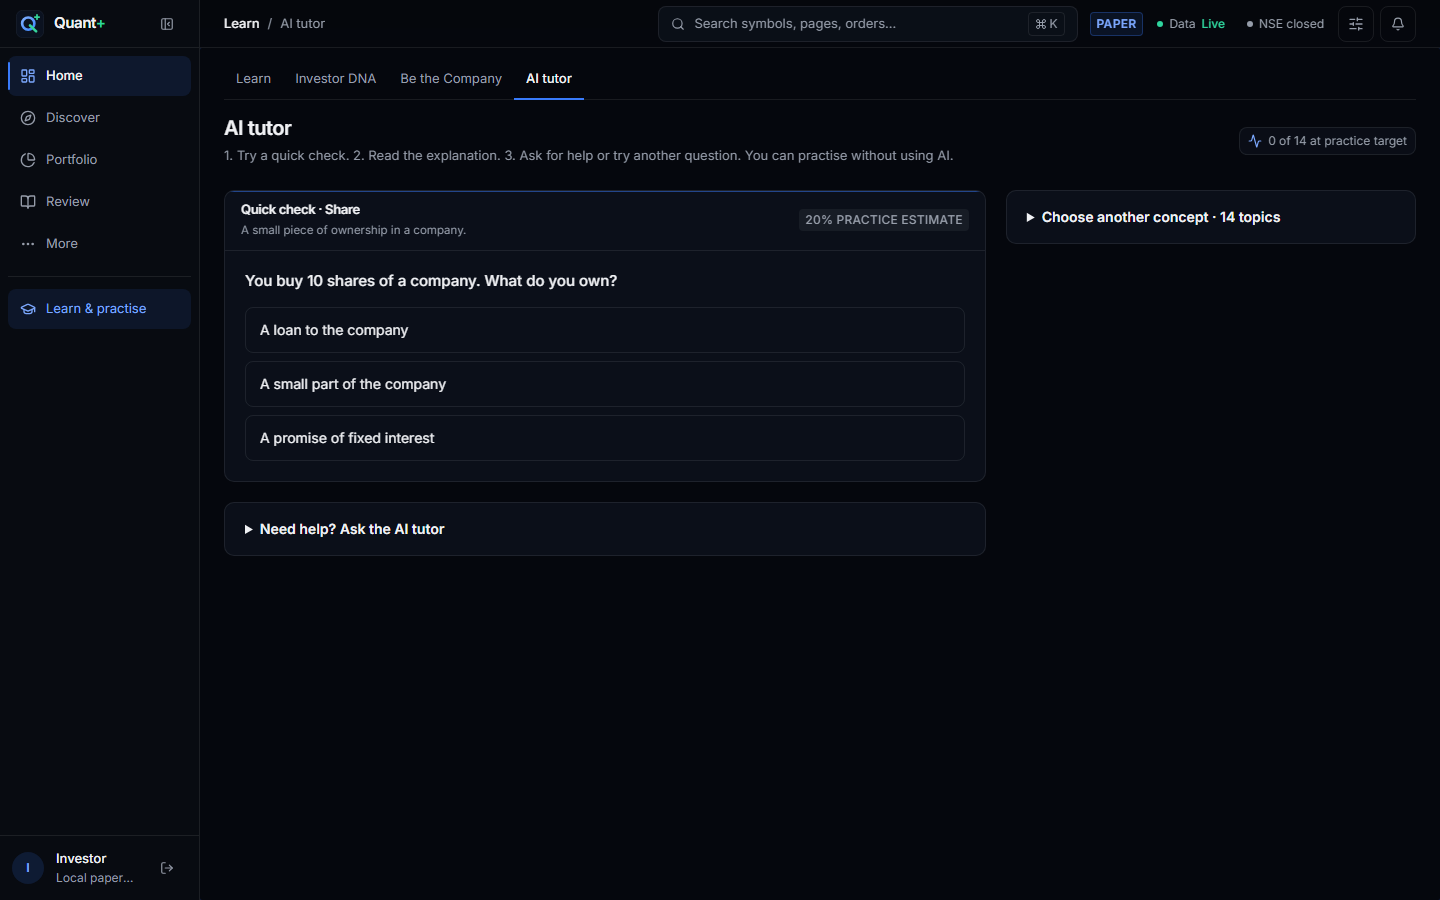 Quant+
Learn / AI tutor
Search symbols, pages, orders...
⌘ K
PAPER
Data Live
NSE closed
Home
Discover
Portfolio
Review
More
Learn & practise
Learn
Investor DNA
Be the Company
AI tutor
AI tutor
1. Try a quick check. 2. Read the explanation. 3. Ask for help or try another question. You can practise without using AI.
0 of 14 at practice target
Quick check · Share
A small piece of ownership in a company.
20% PRACTICE ESTIMATE
You buy 10 shares of a company. What do you own?
A loan to the company
A small part of the company
A promise of fixed interest
Need help? Ask the AI tutor
Choose another concept · 14 topics
I
Investor
Local paper...